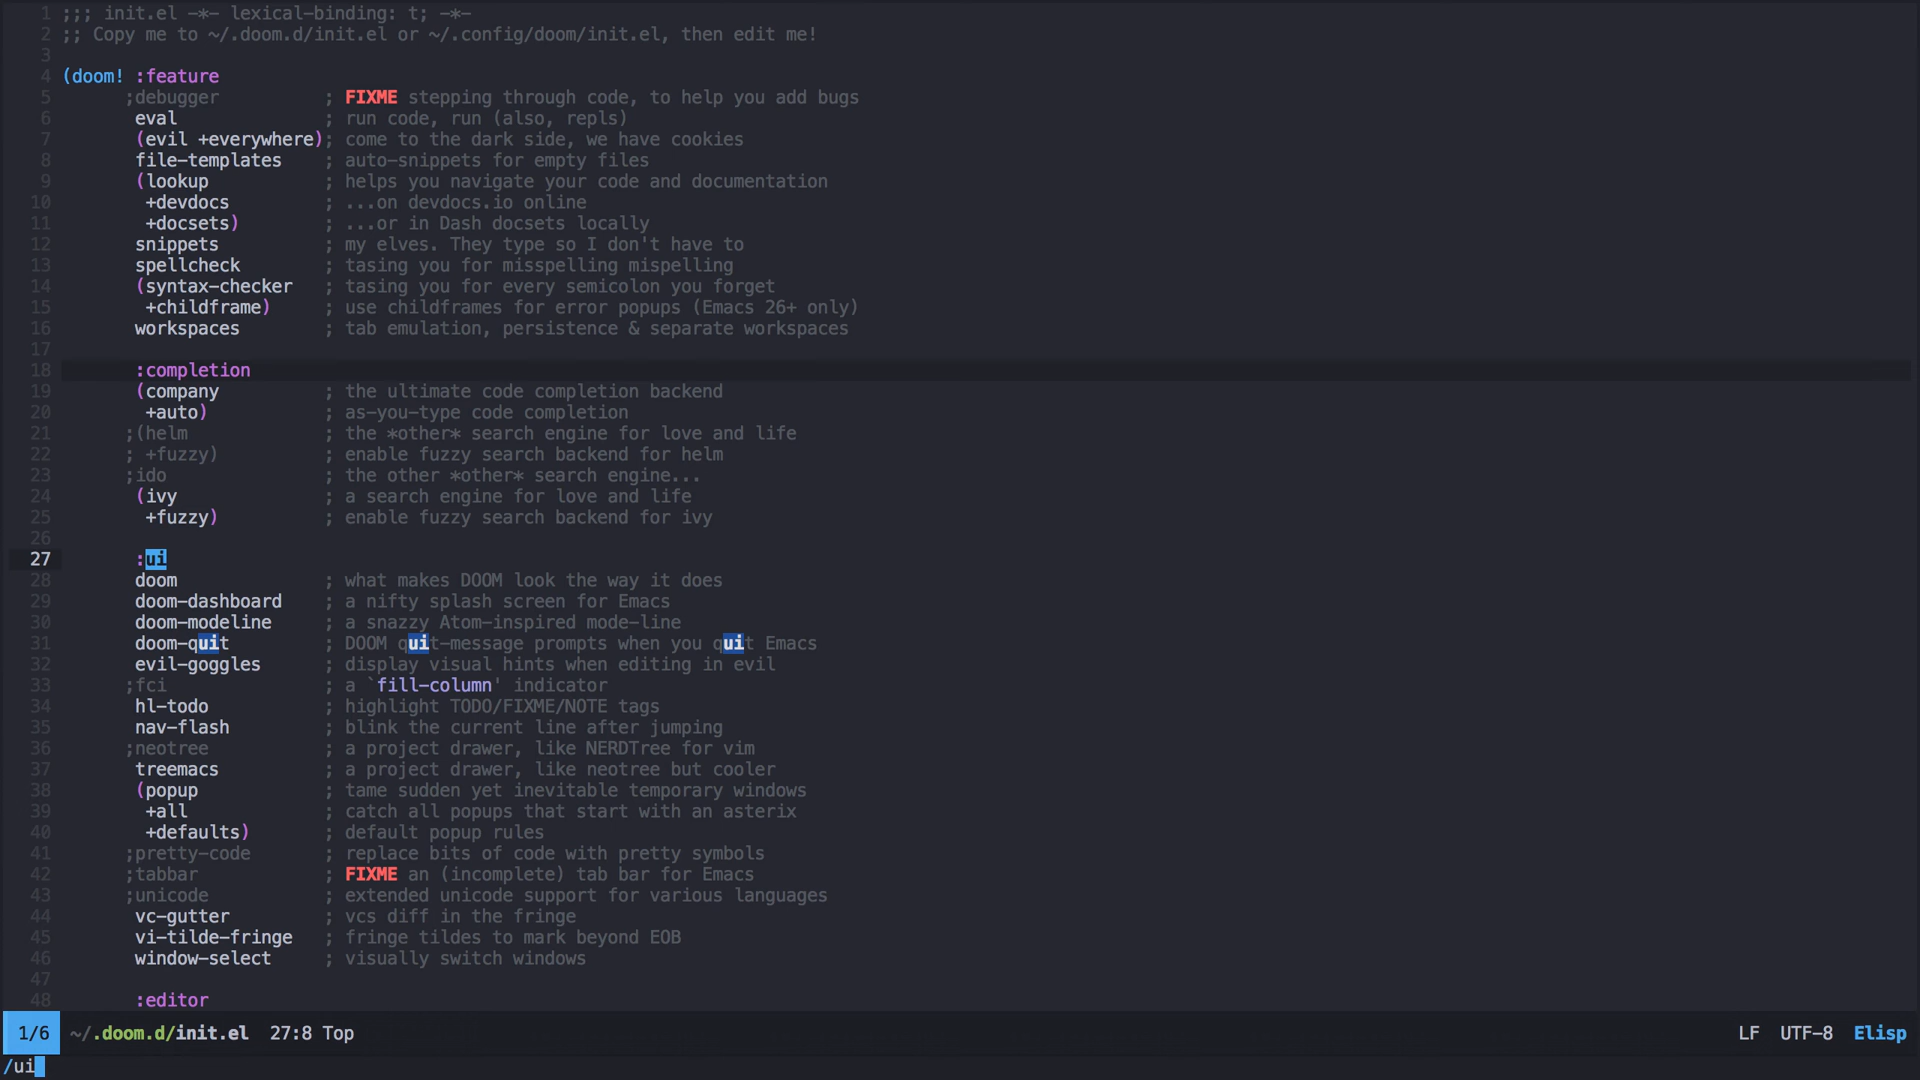 1 ;;; init.el -*- lexical-binding: t; -*-
2 ;; Copy me to ~/.doom.d/init.el or ~/.config/doom/init.el, then edit me!
3
4 (doom! :feature
5 ;debugger ; FIXME stepping through code, to help you add bugs
6 eval ; run code, run (also, repls)
7 (evil +everywhere); come to the dark side, we have cookies
8 file-templates ; auto-snippets for empty files
9 (lookup ; helps you navigate your code and documentation
10 +devdocs ; ...on devdocs.io online
11 +docsets) ; ...or in Dash docsets locally
12 snippets ; my elves. They type so I don't have to
13 spellcheck ; tasing you for misspelling mispelling
14 (syntax-checker ; tasing you for every semicolon you forget
15 +childframe) ; use childframes for error popups (Emacs 26+ only)
16 workspaces ; tab emulation, persistence & separate workspaces
17
18 :completion
19 (company ; the ultimate code completion backend
20 +auto) ; as-you-type code completion
21 ;(helm ; the *other* search engine for love and life
22 ; +fuzzy) ; enable fuzzy search backend for helm
23 ;ido ; the other *other* search engine...
24 (ivy ; a search engine for love and life
25 +fuzzy) ; enable fuzzy search backend for ivy
26
27 :ui
28 doom ; what makes DOOM look the way it does
29 doom-dashboard ; a nifty splash screen for Emacs
30 doom-modeline ; a snazzy Atom-inspired mode-line
31 doom-quit ; DOOM quit-message prompts when you quit Emacs
32 evil-goggles ; display visual hints when editing in evil
33 ;fci ; a `fill-column' indicator
34 hl-todo ; highlight TODO/FIXME/NOTE tags
35 nav-flash ; blink the current line after jumping
36 ;neotree ; a project drawer, like NERDTree for vim
37 treemacs ; a project drawer, like neotree but cooler
38 (popup ; tame sudden yet inevitable temporary windows
39 +all ; catch all popups that start with an asterix
40 +defaults) ; default popup rules
41 ;pretty-code ; replace bits of code with pretty symbols
42 ;tabbar ; FIXME an (incomplete) tab bar for Emacs
43 ;unicode ; extended unicode support for various languages
44 vc-gutter ; vcs diff in the fringe
45 vi-tilde-fringe ; fringe tildes to mark beyond EOB
46 window-select ; visually switch windows
47
48 :editor
1/6 ~/.doom.d/init.el 27:8 Top LF UTF-8 Elisp
/ui